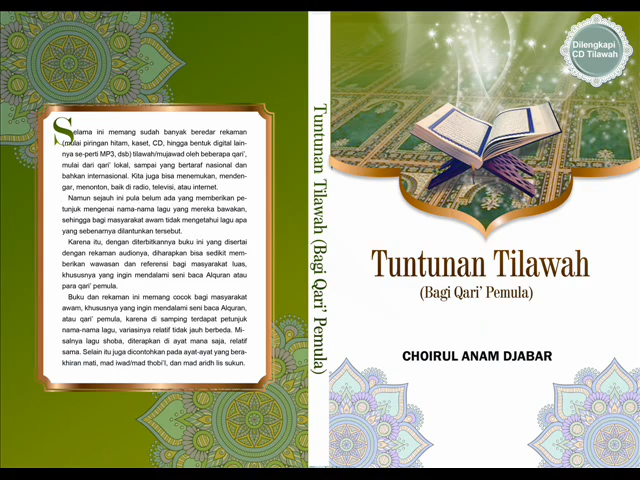 Selama ini memang sudah banyak beredar rekaman
(mulai piringan hitam, kaset, CD, hingga bentuk digital lain-
nya se-perti MP3, dsb) tilawah/mujawad oleh beberapa qari',
mulai dari qari' lokal, sampai yang bertaraf nasional dan
bahkan internasional. Kita juga bisa menemukan, menden-
gar, menonton, baik di radio, televisi, atau internet.
Namun sejauh ini pula belum ada yang memberikan pe-
tunjuk mengenai nama-nama lagu yang mereka bawakan,
sehingga bagi masyarakat awam tidak mengetahui lagu apa
yang sebenarnya dilantunkan tersebut.
Karena itu, dengan diterbitkannya buku ini yang disertai
dengan rekaman audionya, diharapkan bisa sedikit mem-
berikan wawasan dan referensi bagi masyarakat luas,
khususnya yang ingin mendalami seni baca Alquran atau
para qari' pemula.
Buku dan rekaman ini memang cocok bagi masyarakat
awam, khususnya yang ingin mendalami seni baca Alquran,
atau qari' pemula, karena di samping terdapat petunjuk
nama-nama lagu, variasinya relatif tidak jauh berbeda. Mi-
salnya lagu shoba, diterapkan di ayat mana saja, relatif
sama. Selain itu juga dicontohkan pada ayat-ayat yang bera-
khiran mati, mad iwad/mad thobi'i, dan mad aridh lis sukun.
Tuntunan Tilawah (Bagi Qari' Pemula)
Dilengkapi
CD Tilawah
Tuntunan Tilawah
(Bagi Qari' Pemula)
CHOIRUL ANAM DJABAR